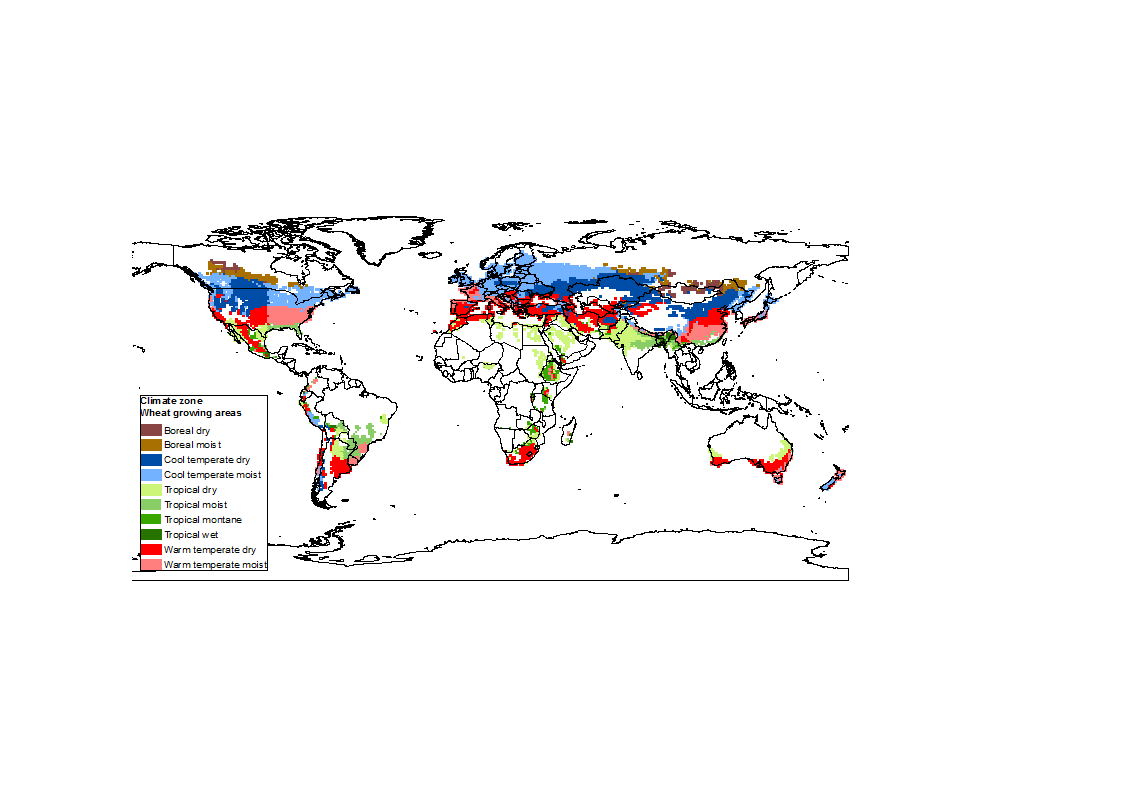 Climate zone
Wheat growing areas
Boreal dry
Boreal moist
Cool temperate dry
Cool temperate moist
Tropical dry
Tropical moist
Tropical montane
Tropical wet
Warm temperate dry
Warm temperate moist